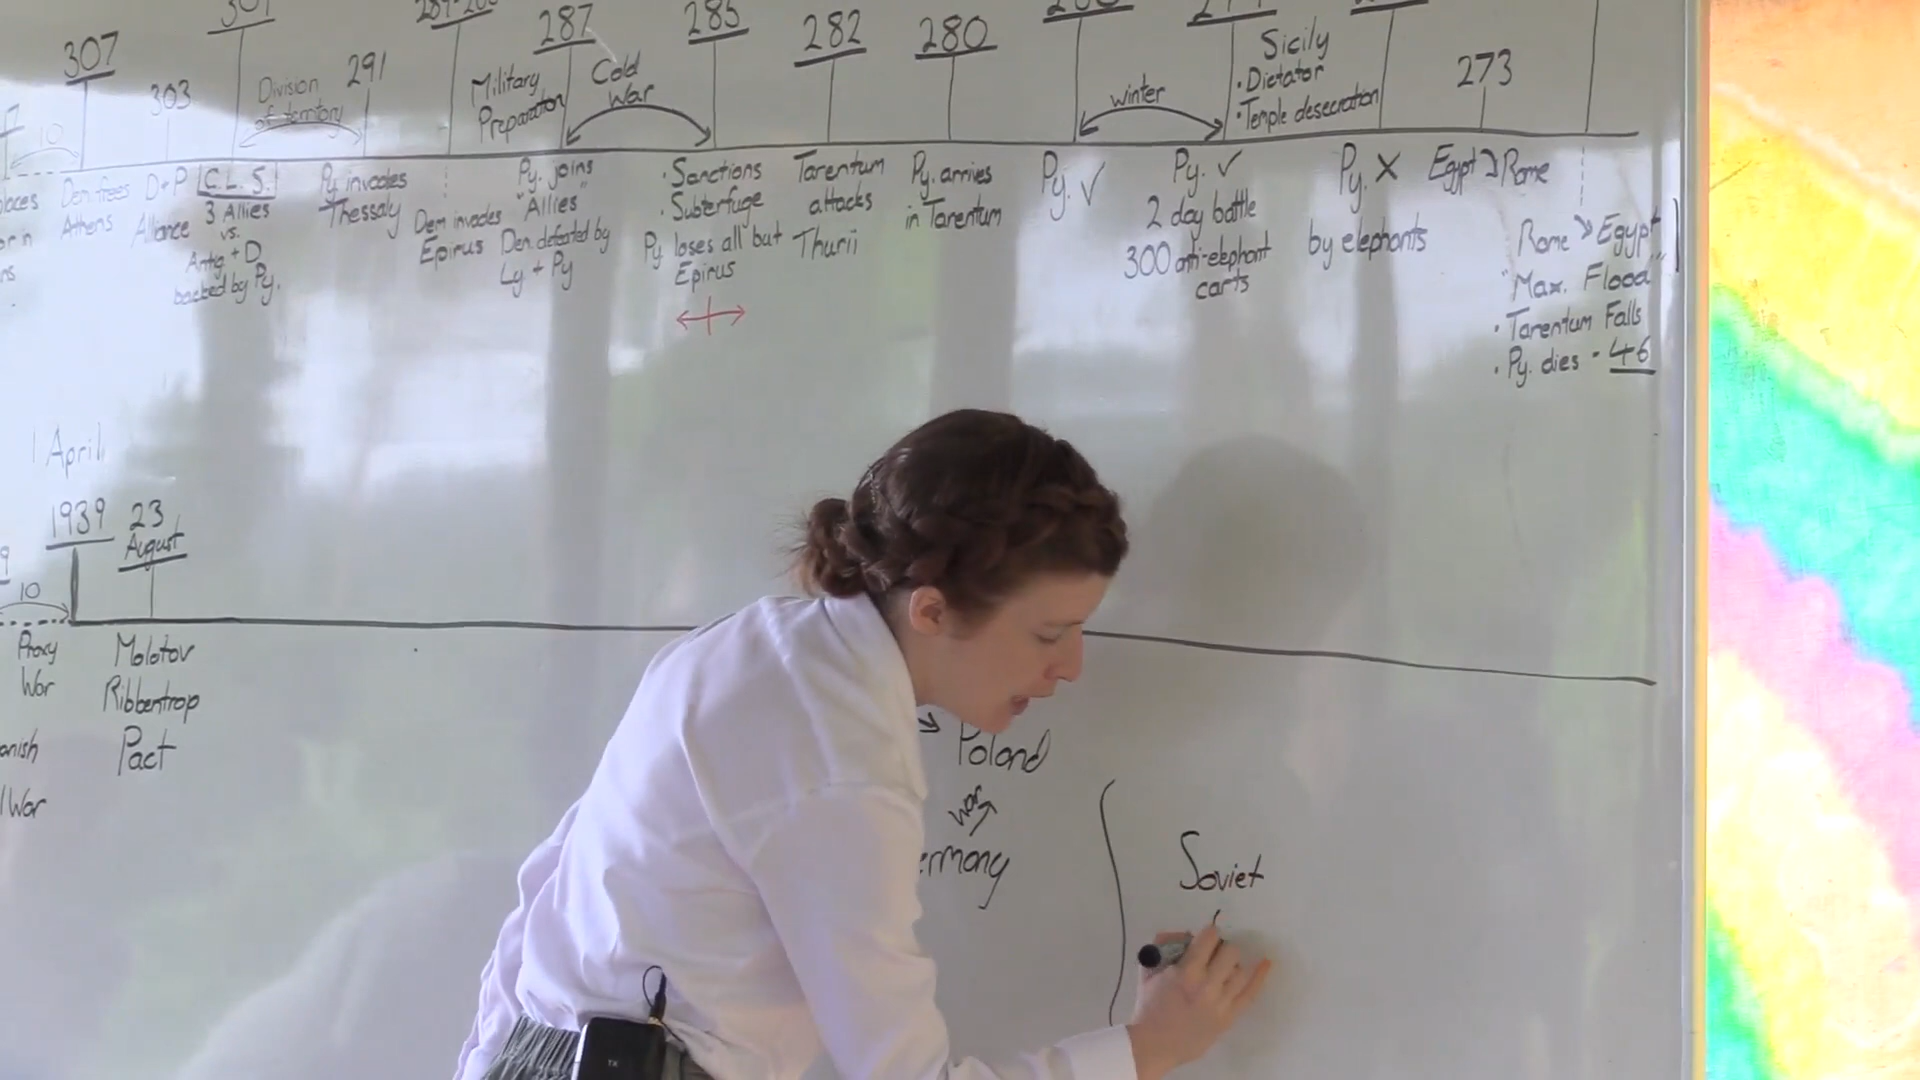 307
303
Division
of territory
291
287
285
282
280
273
Military
Preparation
Cold
War
winter
Sicily
• Dictator
• Temple desecration
10
Dem. frees
Athens
D + P
Alliance
C. L. S.
3 Allies
vs.
Antig + D
backed by Py.
Py invades
Thessaly
Dem invades
Epirus
Py. joins
"Allies"
Dem. defeated by
Ly + Py
• Sanctions
• Subterfuge
Py loses all but
Epirus
Tarentum
attacks
Thurii
Py. arrives
in Tarentum
Py. ✓
Py. ✓
2 day battle
300 anti-elephant
carts
Py. X
by elephants
Egypt → Rome
Rome → Egypt
"Max. Flood"
• Tarentum Falls
• Py. dies - 46
1 April
1939
23
August
10
Proxy
War
Molotov
Ribbentrop
Pact
War
Poland
war
Soviet